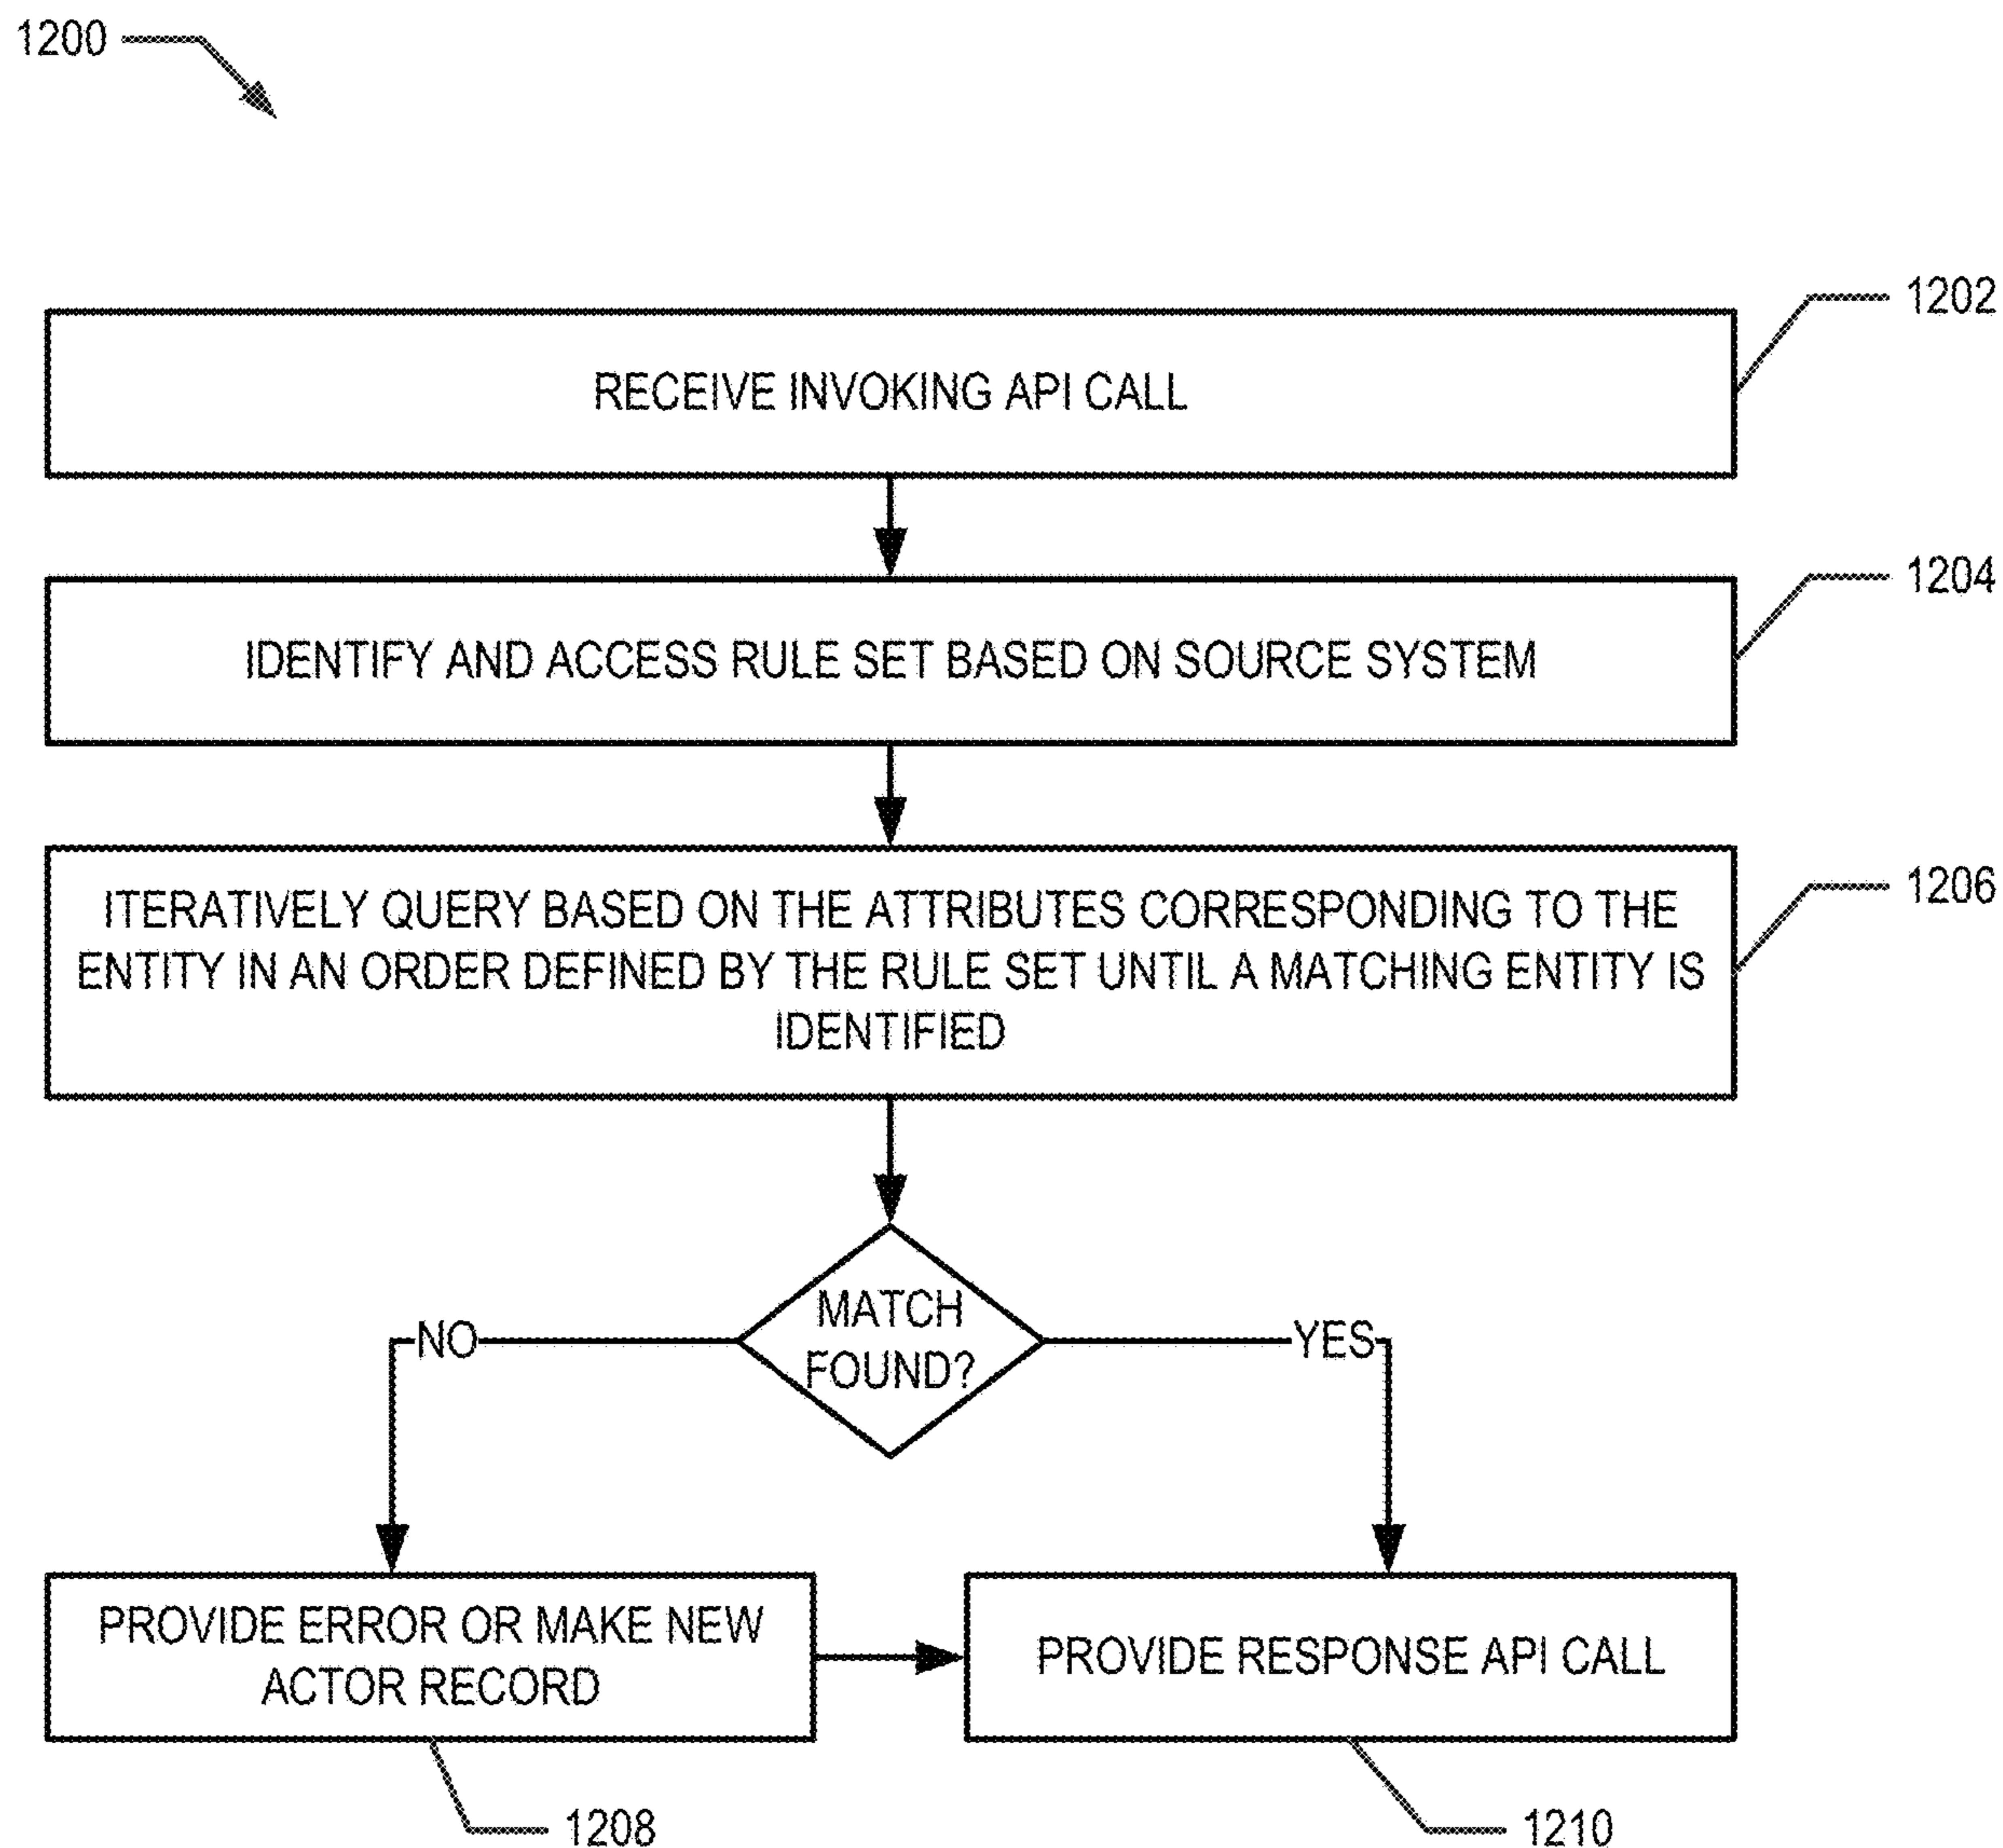 1200
1202
RECEIVE INVOKING API CALL
1204
IDENTIFY AND ACCESS RULE SET BASED ON SOURCE SYSTEM
1206
ITERATIVELY QUERY BASED ON THE ATTRIBUTES CORRESPONDING TO THE
ENTITY IN AN ORDER DEFINED BY THE RULE SET UNTIL A MATCHING ENTITY IS
IDENTIFIED
MATCH
FOUND?
NO
YES
PROVIDE ERROR OR MAKE NEW
ACTOR RECORD
PROVIDE RESPONSE API CALL
1208
1210